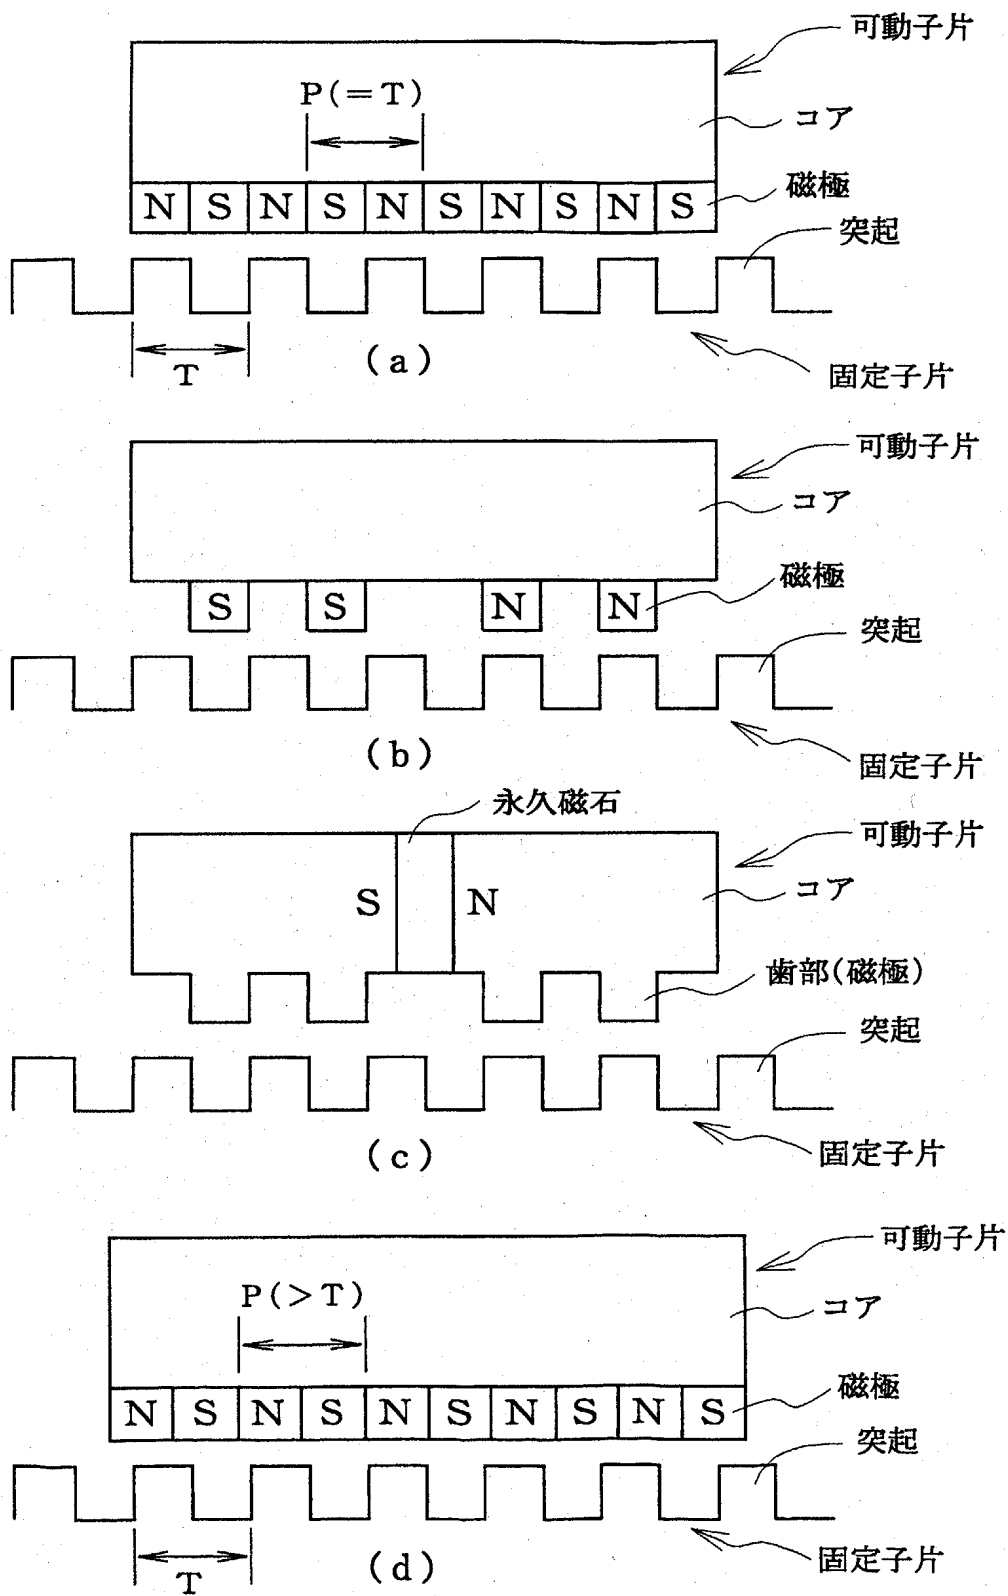 可動子片
P(=T)
コア
N S N S N S N S N S
磁極
突起
T
(a)
固定子片
可動子片
コア
S S N N
磁極
突起
(b)
固定子片
永久磁石
可動子片
S N
コア
歯部(磁極)
突起
(c)
固定子片
可動子片
P(>T)
コア
N S N S N S N S N S
磁極
突起
T
(d)
固定子片